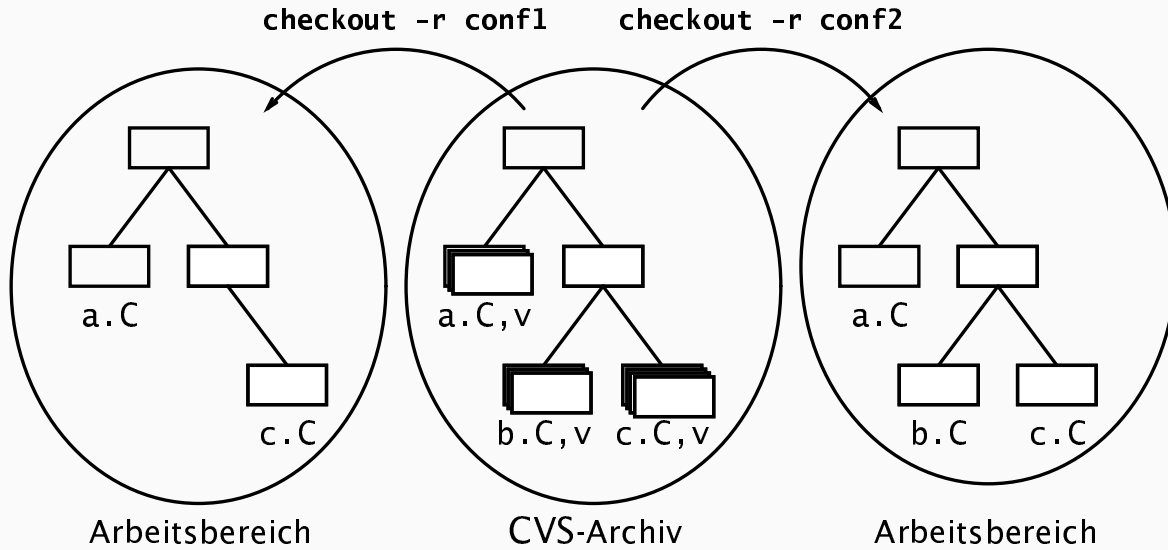 checkout -r conf1 checkout -r conf2
a.C a.C,v a.C
c.C b.C,v c.C,v b.C c.C
Arbeitsbereich CVS-Archiv Arbeitsbereich